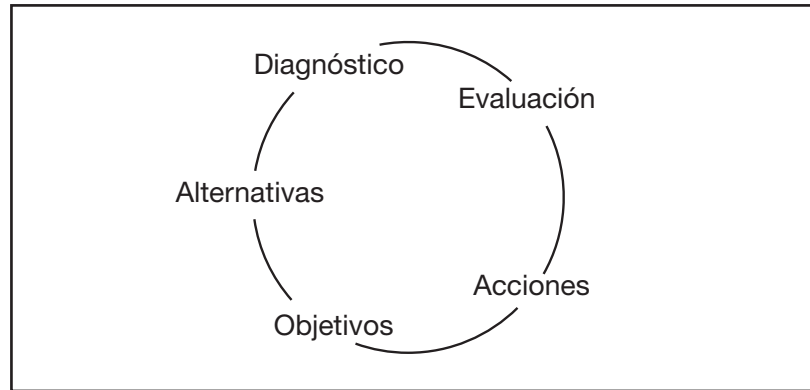 Diagnóstico
Evaluación
Alternativas
Acciones
Objetivos